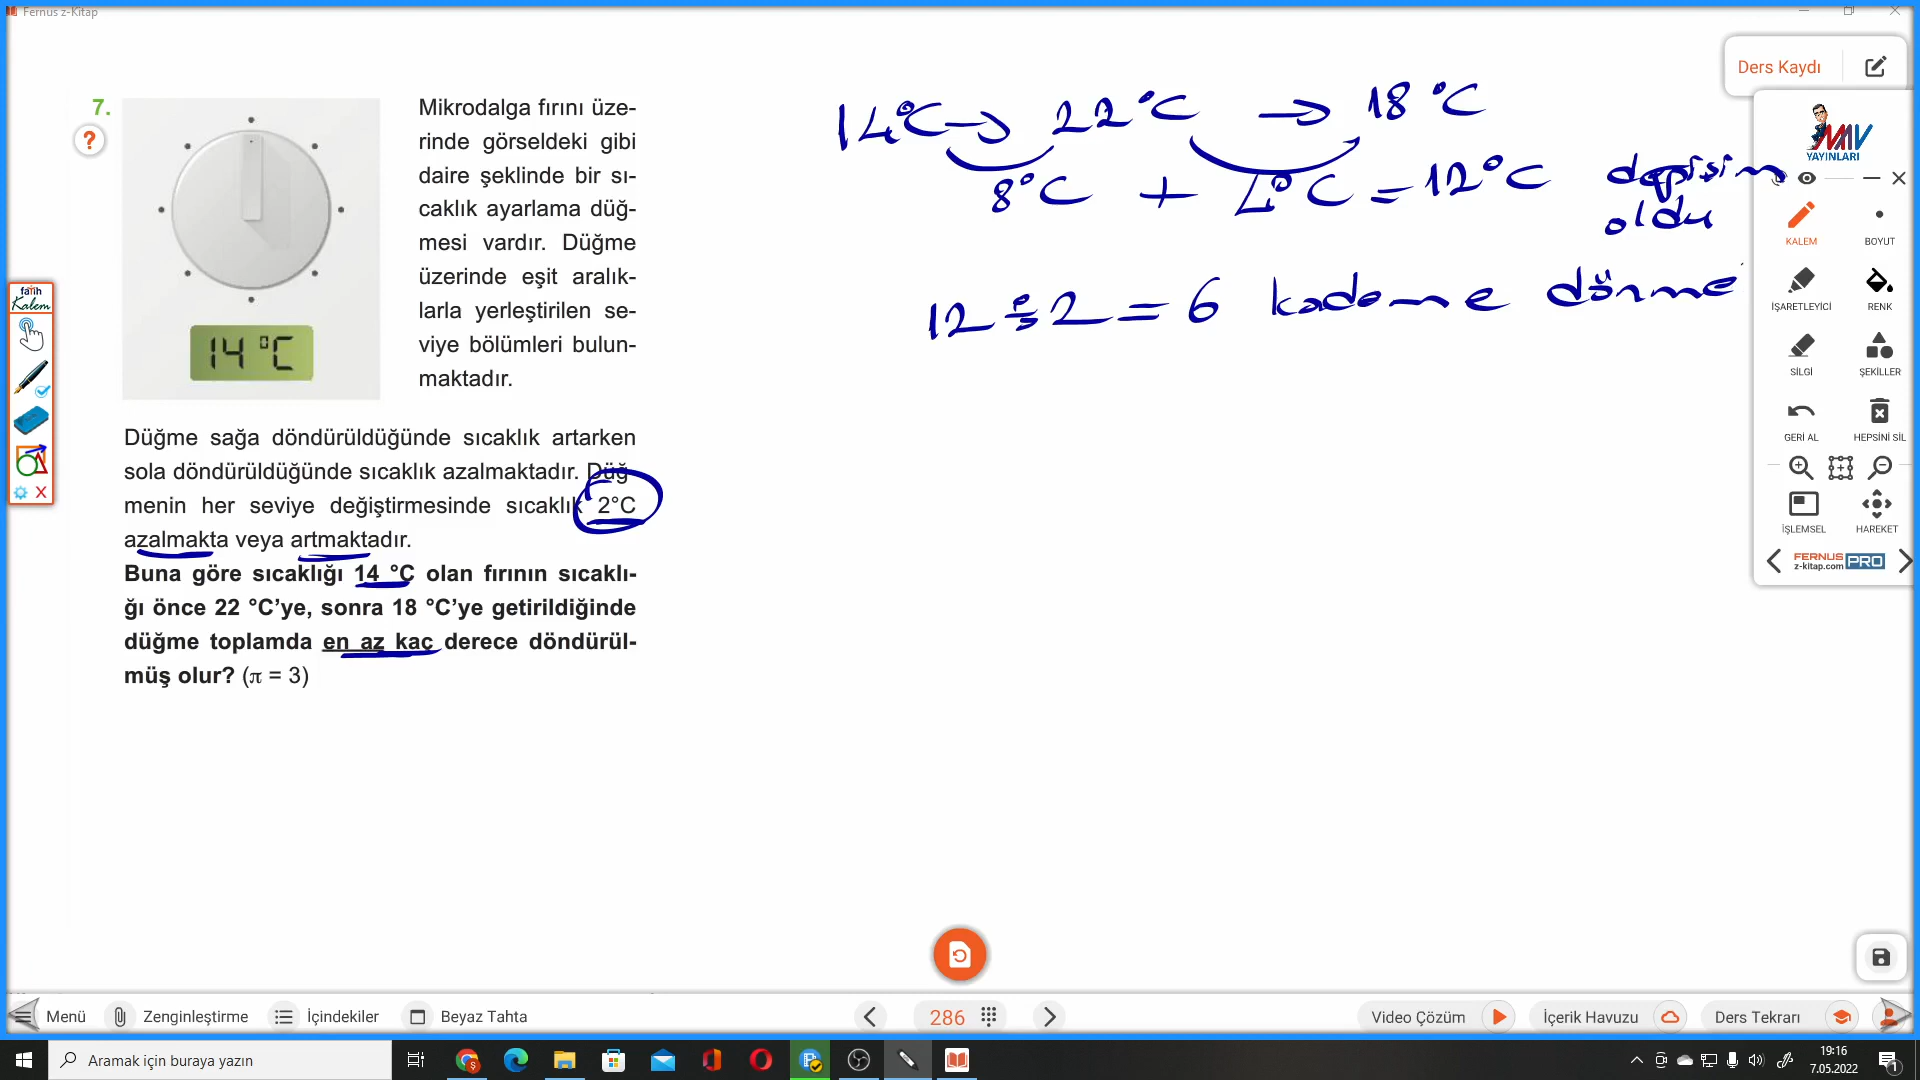 Fernus z-Kitap
Ders Kaydı
7.
?
14 °C
Mikrodalga fırını üze-
rinde görseldeki gibi
daire şeklinde bir sı-
caklık ayarlama düğ-
mesi vardır. Düğme
üzerinde eşit aralık-
larla yerleştirilen se-
viye bölümleri bulun-
maktadır.
Düğme sağa döndürüldüğünde sıcaklık artarken
sola döndürüldüğünde sıcaklık azalmaktadır. Düğ
menin her seviye değiştirmesinde sıcaklık 2°C
azalmakta veya artmaktadır.
Buna göre sıcaklığı 14 °C olan fırının sıcaklı-
ğı önce 22 °C’ye, sonra 18 °C’ye getirildiğinde
düğme toplamda en az kaç derece döndürül-
müş olur? (π = 3)
14°C → 22°C → 18°C
8°C + 4°C = 12°C değişim
oldu
12 ÷ 2 = 6 kademe dönme
fatih
Kalem
X
MAV
YAYINLARI
KALEM
BOYUT
İŞARETLEYİCİ
RENK
SİLGİ
ŞEKİLLER
GERİ AL
HEPSİNİ SİL
İŞLEMSEL
HAREKET
FERNUS
z-kitap.com PRO
Menü
Zenginleştirme
İçindekiler
Beyaz Tahta
286
Video Çözüm
İçerik Havuzu
Ders Tekrarı
Aramak için buraya yazın
19:16
7.05.2022
1